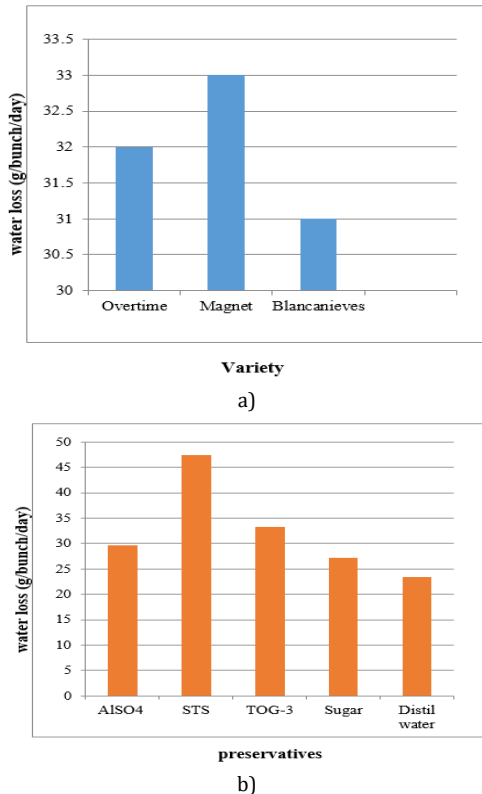 33.5
33
32.5
32
31.5
31
30.5
30
water loss (g/bunch/day)
Overtime Magnet Blancanieves
Variety
a)
50
45
40
35
30
25
20
15
10
5
0
water loss (g/bunch/day)
AlSO4 STS TOG-3 Sugar Distil
water
preservatives
b)